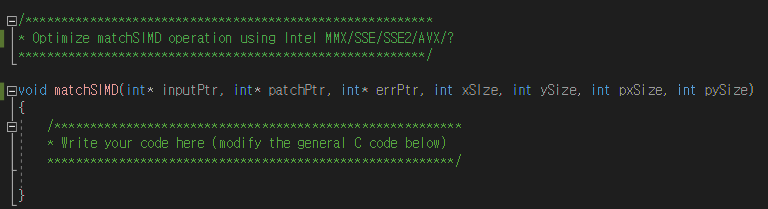 /******************************************************
* Optimize matchSIMD operation using Intel MMX/SSE/SSE2/AVX/?
******************************************************/
void matchSIMD(int* inputPtr, int* patchPtr, int* errPtr, int xSIze, int ySize, int pxSize, int pySize)
{
/******************************************************
* Write your code here (modify the general C code below)
******************************************************/
}